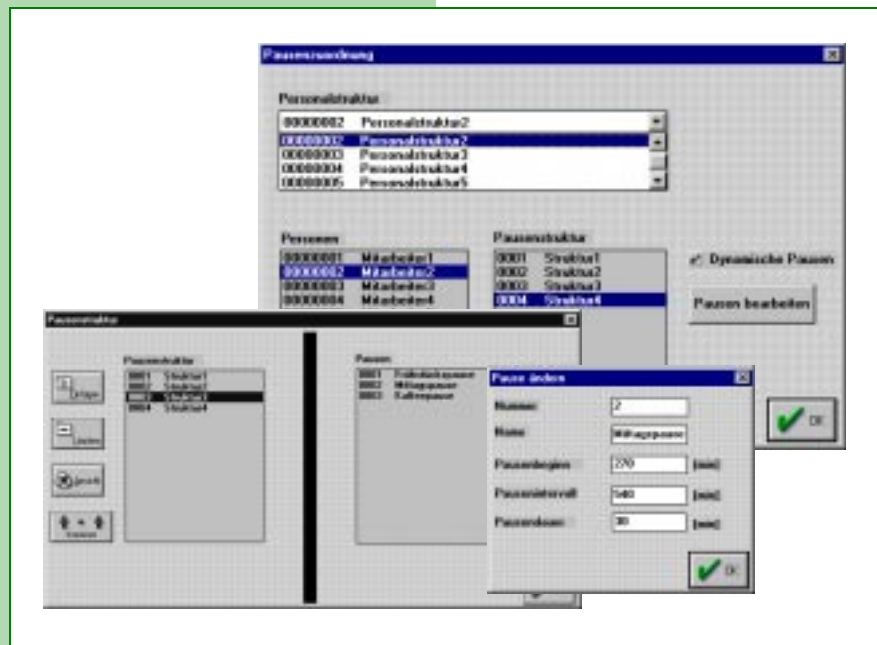 Pausenzuordnung
Personalstruktur
00000002 Personalstruktur2
00000002 Personalstruktur2
00000003 Personalstruktur3
00000004 Personalstruktur4
00000005 Personalstruktur5
Personen
00000001 Mitarbeiter1
00000002 Mitarbeiter2
00000003 Mitarbeiter3
00000004 Mitarbeiter4
Pausenstruktur
0001 Struktur1
0002 Struktur2
0003 Struktur3
0004 Struktur4
Dynamische Pausen
Pausen bearbeiten
OK
Pausenstruktur
Pausenstruktur
0001 Struktur1
0002 Struktur2
0003 Struktur3
0004 Struktur4
Pausen
0001 Frühstückspause
0002 Mittagspause
0003 Kaffeepause
Pause ändern
Nummer 2
Name Mittagspause
Pausenbeginn 270 [min]
Pausenintervall 540 [min]
Pausendauer 30 [min]
OK